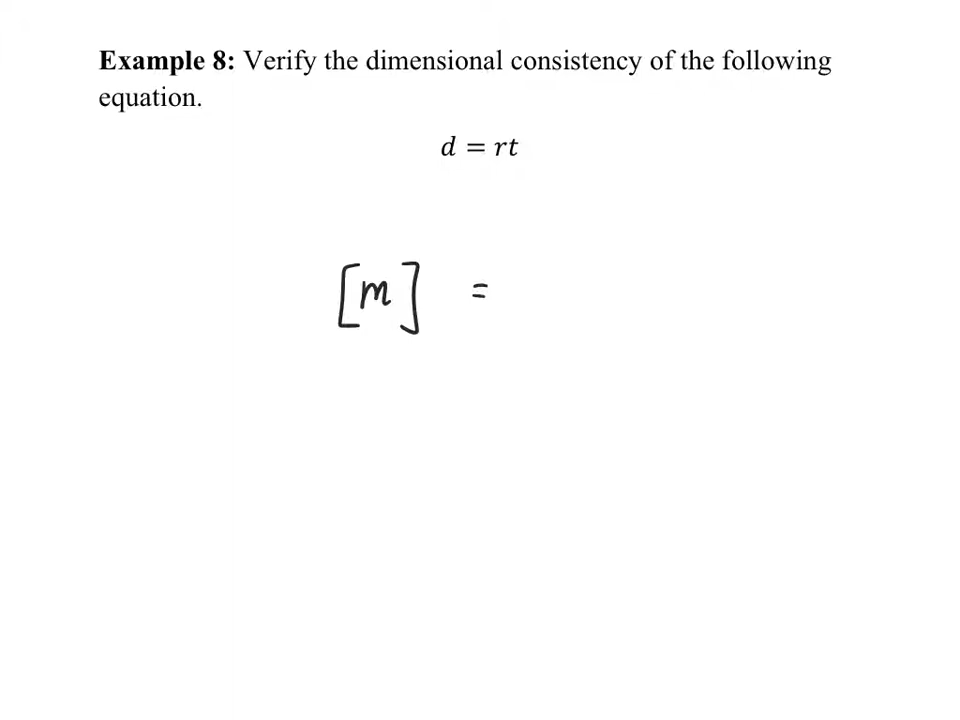 Example 8: Verify the dimensional consistency of the following
equation.
d = rt
[m] =